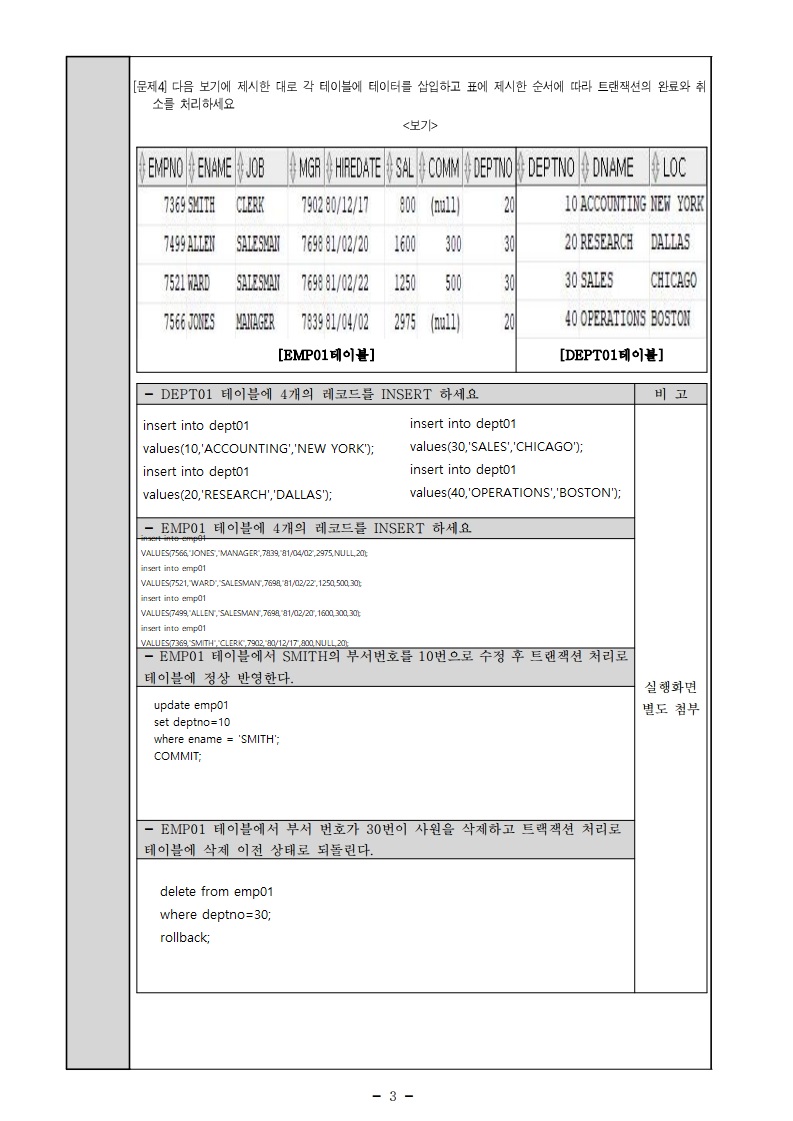 [문제4] 다음 보기에 제시한 대로 각 테이블에 테이터를 삽입하고 표에 제시한 순서에 따라 트랜잭션의 완료와 취
소를 처리하세요
<보기>
EMPNO ENAME JOB MGR HIREDATE SAL COMM DEPTNO DEPTNO DNAME LOC
7369 SMITH CLERK 7902 80/12/17 800 (null) 20 10 ACCOUNTING NEW YORK
7499 ALLEN SALESMAN 7698 81/02/20 1600 300 30 20 RESEARCH DALLAS
7521 WARD SALESMAN 7698 81/02/22 1250 500 30 30 SALES CHICAGO
7566 JONES MANAGER 7839 81/04/02 2975 (null) 20 40 OPERATIONS BOSTON
[EMP01테이블] [DEPT01테이블]
- DEPT01 테이블에 4개의 레코드를 INSERT 하세요
비 고
insert into dept01
values(10,'ACCOUNTING','NEW YORK');
insert into dept01
values(20,'RESEARCH','DALLAS');
insert into dept01
values(30,'SALES','CHICAGO');
insert into dept01
values(40,'OPERATIONS','BOSTON');
- EMP01 테이블에 4개의 레코드를 INSERT 하세요
insert into emp01
VALUES(7566,'JONES','MANAGER',7839,'81/04/02',2975,NULL,20);
insert into emp01
VALUES(7521,'WARD','SALESMAN',7698,'81/02/22',1250,500,30);
insert into emp01
VALUES(7499,'ALLEN','SALESMAN',7698,'81/02/20',1600,300,30);
insert into emp01
VALUES(7369,'SMITH','CLERK',7902,'80/12/17',800,NULL,20);
- EMP01 테이블에서 SMITH의 부서번호를 10번으로 수정 후 트랜잭션 처리로
테이블에 정상 반영한다.
실행화면
별도 첨부
update emp01
set deptno=10
where ename = 'SMITH';
COMMIT;
- EMP01 테이블에서 부서 번호가 30번이 사원을 삭제하고 트랙잭션 처리로
테이블에 삭제 이전 상태로 되돌린다.
delete from emp01
where deptno=30;
rollback;
- 3 -